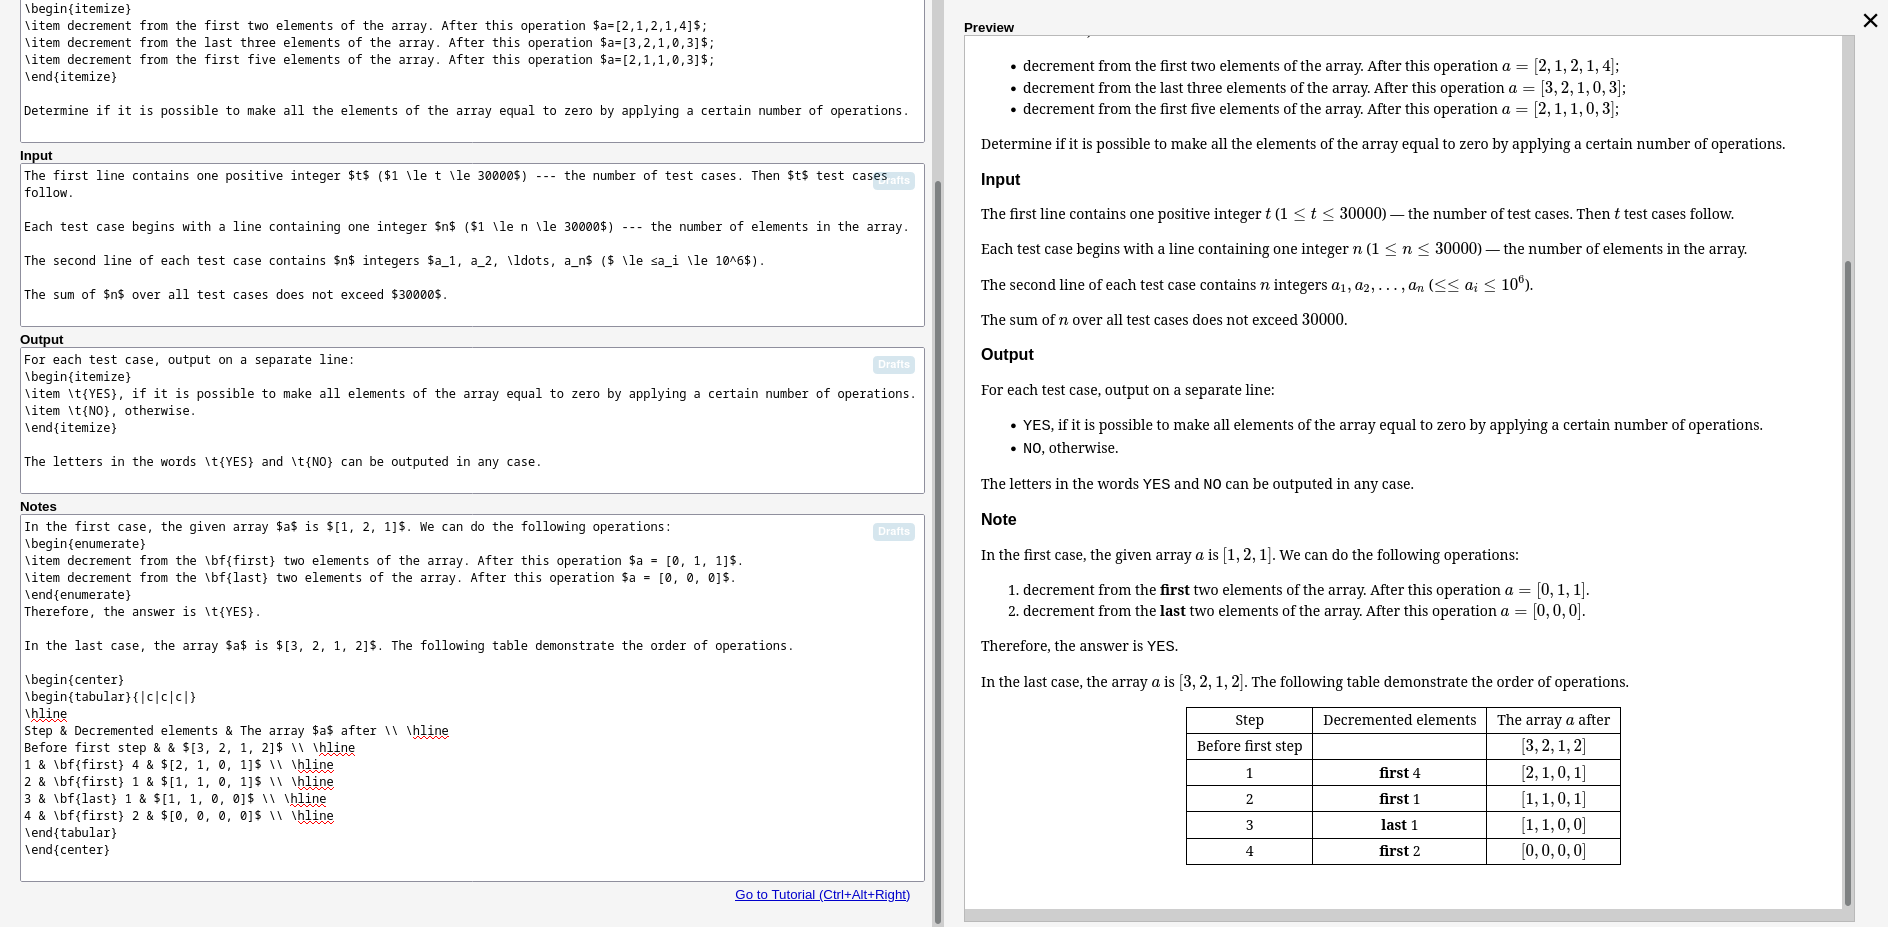 \begin{itemize}
\item decrement from the first two elements of the array. After this operation $a=[2,1,2,1,4]$;
\item decrement from the last three elements of the array. After this operation $a=[3,2,1,0,3]$;
\item decrement from the first five elements of the array. After this operation $a=[2,1,1,0,3]$;
\end{itemize}
Determine if it is possible to make all the elements of the array equal to zero by applying a certain number of operations.
Input
The first line contains one positive integer $t$ ($1 \le t \le 30000$) --- the number of test cases. Then $t$ test cases
follow.
Drafts
Each test case begins with a line containing one integer $n$ ($1 \le n \le 30000$) --- the number of elements in the array.
The second line of each test case contains $n$ integers $a_1, a_2, \ldots, a_n$ ($ \le ≤a_i \le 10^6$).
The sum of $n$ over all test cases does not exceed $30000$.
Output
For each test case, output on a separate line:
Drafts
\begin{itemize}
\item \t{YES}, if it is possible to make all elements of the array equal to zero by applying a certain number of operations.
\item \t{NO}, otherwise.
\end{itemize}
The letters in the words \t{YES} and \t{NO} can be outputed in any case.
Notes
In the first case, the given array $a$ is $[1, 2, 1]$. We can do the following operations:
Drafts
\begin{enumerate}
\item decrement from the \bf{first} two elements of the array. After this operation $a = [0, 1, 1]$.
\item decrement from the \bf{last} two elements of the array. After this operation $a = [0, 0, 0]$.
\end{enumerate}
Therefore, the answer is \t{YES}.
In the last case, the array $a$ is $[3, 2, 1, 2]$. The following table demonstrate the order of operations.
\begin{center}
\begin{tabular}{|c|c|c|}
\hline
Step & Decremented elements & The array $a$ after \\ \hline
Before first step & & $[3, 2, 1, 2]$ \\ \hline
1 & \bf{first} 4 & $[2, 1, 0, 1]$ \\ \hline
2 & \bf{first} 1 & $[1, 1, 0, 1]$ \\ \hline
3 & \bf{last} 1 & $[1, 1, 0, 0]$ \\ \hline
4 & \bf{first} 2 & $[0, 0, 0, 0]$ \\ \hline
\end{tabular}
\end{center}
Go to Tutorial (Ctrl+Alt+Right)
Preview
• decrement from the first two elements of the array. After this operation a = [2, 1, 2, 1, 4];
• decrement from the last three elements of the array. After this operation a = [3, 2, 1, 0, 3];
• decrement from the first five elements of the array. After this operation a = [2, 1, 1, 0, 3];
Determine if it is possible to make all the elements of the array equal to zero by applying a certain number of operations.
Input
The first line contains one positive integer t (1 ≤ t ≤ 30000) — the number of test cases. Then t test cases follow.
Each test case begins with a line containing one integer n (1 ≤ n ≤ 30000) — the number of elements in the array.
The second line of each test case contains n integers a₁, a₂, . . . , aₙ (≤≤ aᵢ ≤ 10⁶).
The sum of n over all test cases does not exceed 30000.
Output
For each test case, output on a separate line:
• YES, if it is possible to make all elements of the array equal to zero by applying a certain number of operations.
• NO, otherwise.
The letters in the words YES and NO can be outputed in any case.
Note
In the first case, the given array a is [1, 2, 1]. We can do the following operations:
1. decrement from the first two elements of the array. After this operation a = [0, 1, 1].
2. decrement from the last two elements of the array. After this operation a = [0, 0, 0].
Therefore, the answer is YES.
In the last case, the array a is [3, 2, 1, 2]. The following table demonstrate the order of operations.
Step Decremented elements The array a after
Before first step [3, 2, 1, 2]
1 first 4 [2, 1, 0, 1]
2 first 1 [1, 1, 0, 1]
3 last 1 [1, 1, 0, 0]
4 first 2 [0, 0, 0, 0]